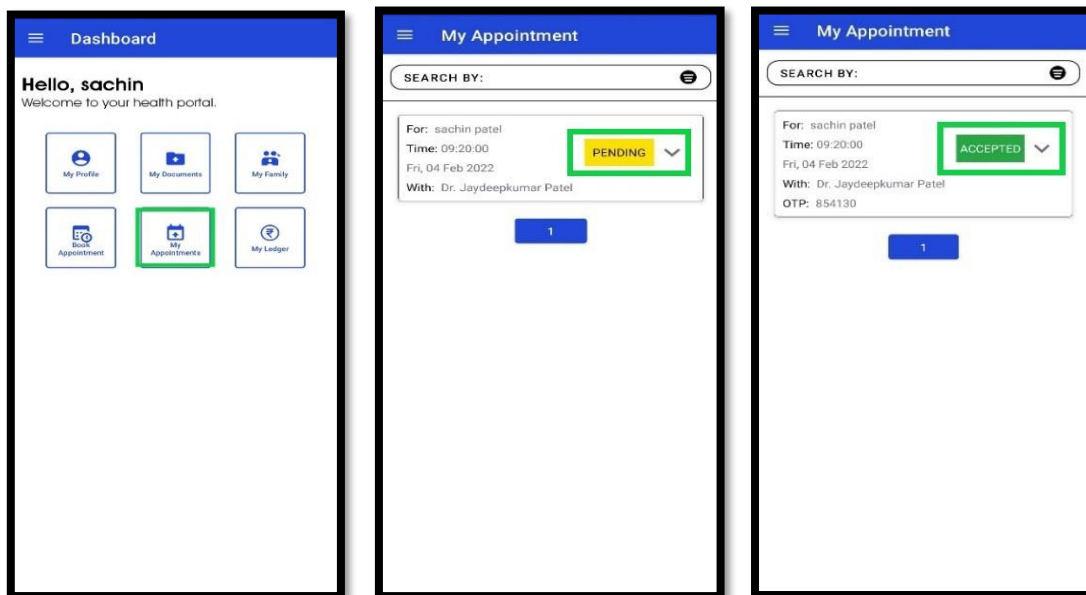 Dashboard
Hello, sachin
Welcome to your health portal.
My Profile
My Documents
My Family
Book
Appointment
My
Appointments
My Ledger
My Appointment
SEARCH BY:
For: sachin patel
Time: 09:20:00
PENDING
Fri, 04 Feb 2022
With: Dr. Jaydeepkumar Patel
1
My Appointment
SEARCH BY:
For: sachin patel
Time: 09:20:00
ACCEPTED
Fri, 04 Feb 2022
With: Dr. Jaydeepkumar Patel
OTP: 854130
1